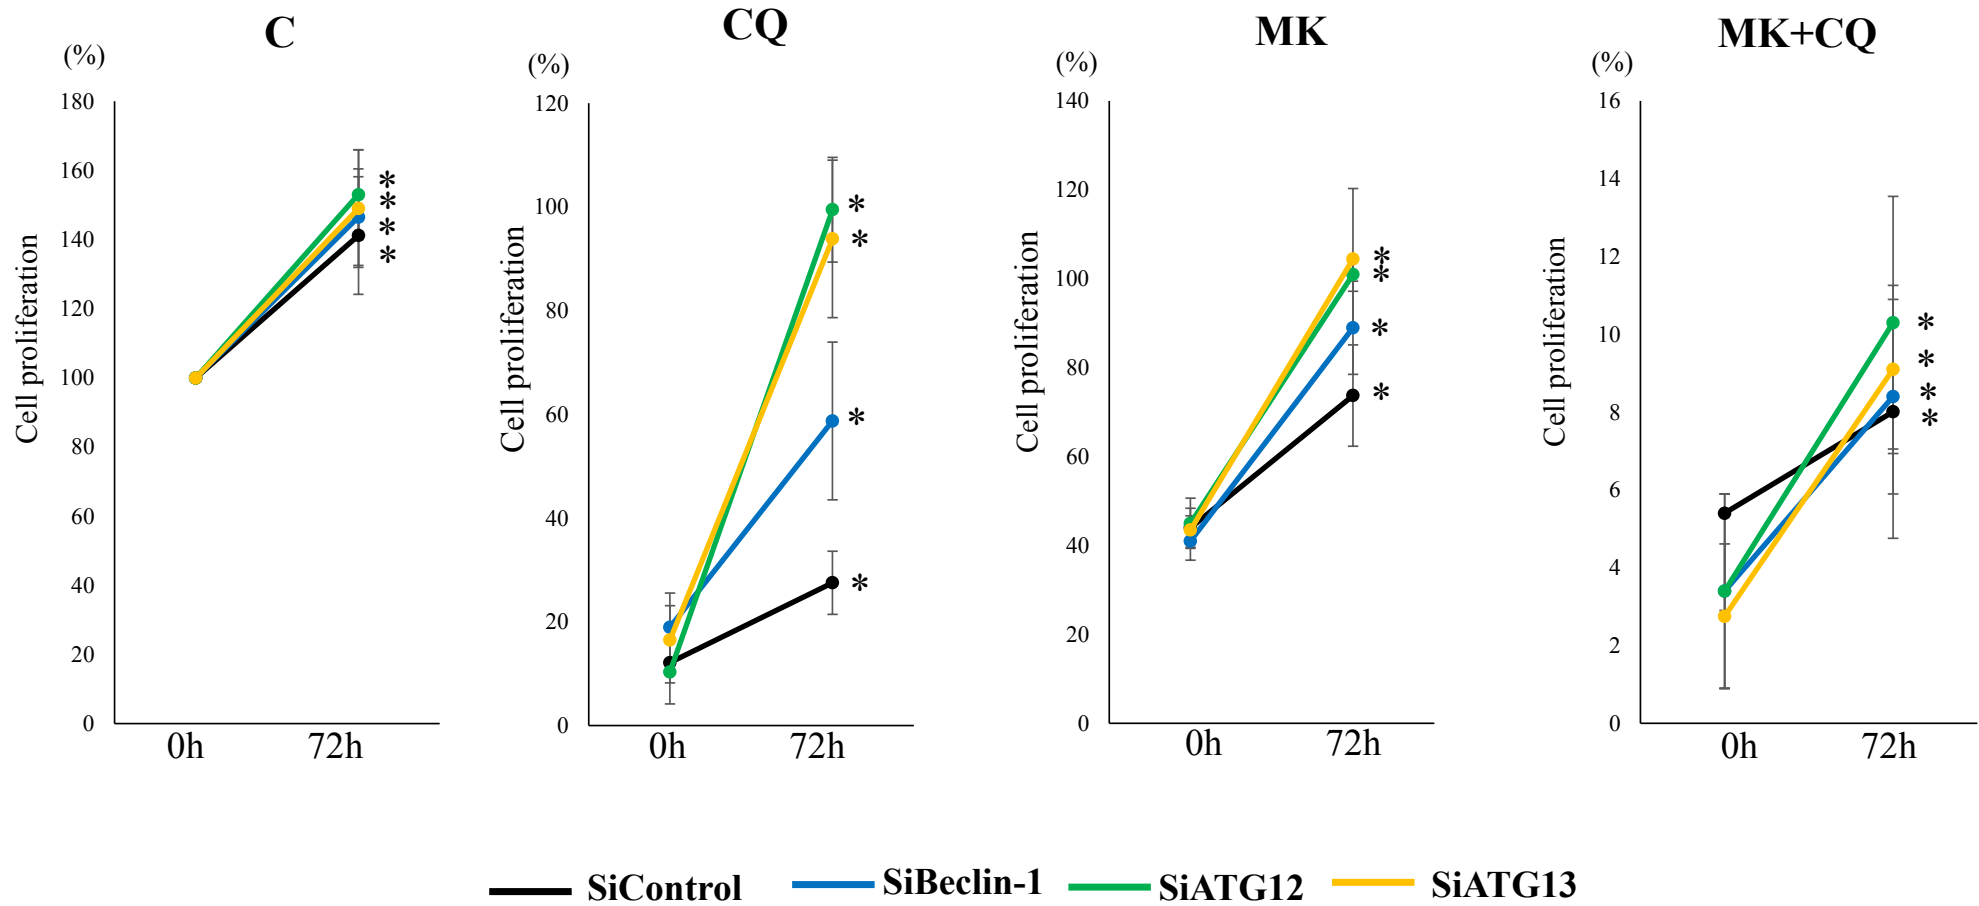 C
(%)
180
160
140
120
100
80
60
40
20
0
Cell proliferation
0h 72h
* * * *
CQ
(%)
120
100
80
60
40
20
0
Cell proliferation
0h 72h
* * * *
MK
(%)
140
120
100
80
60
40
20
0
Cell proliferation
0h 72h
* * * *
MK+CQ
(%)
16
14
12
10
8
6
4
2
0
Cell proliferation
0h 72h
* * * *
SiControl SiBeclin-1 SiATG12 SiATG13